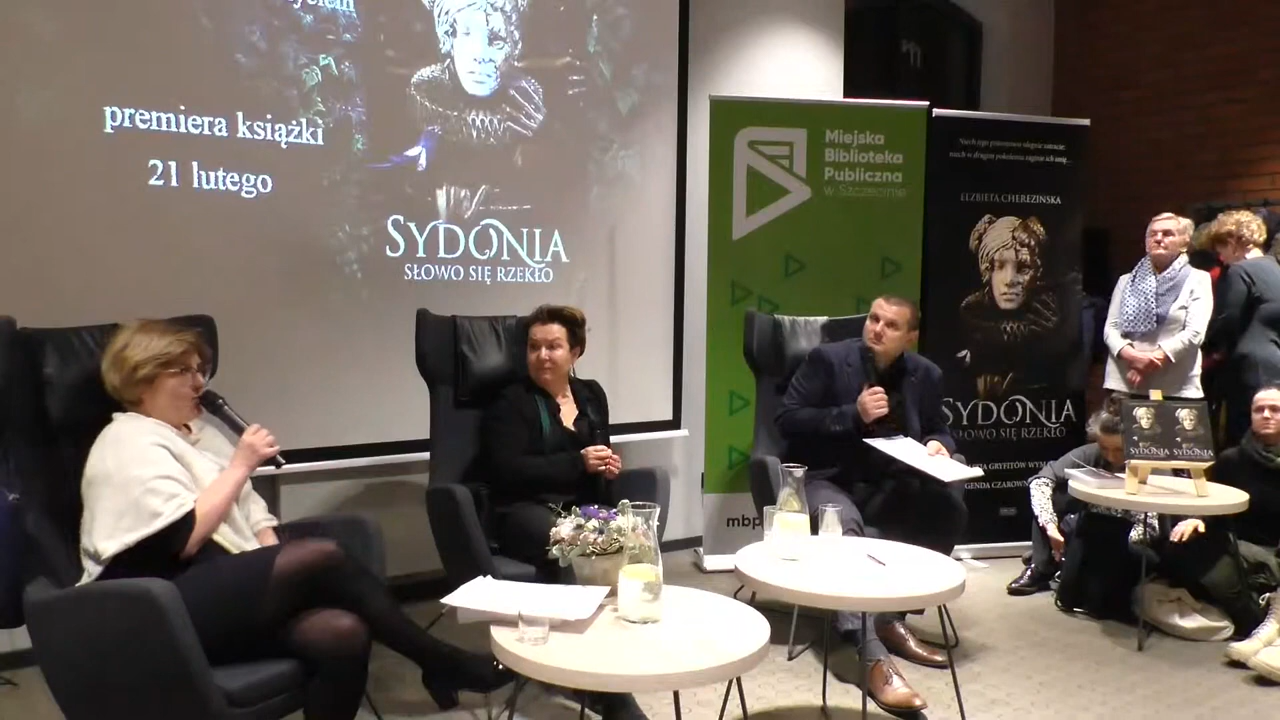 premiera książki
21 lutego
SYDONIA
SŁOWO SIĘ RZEKŁO
Miejska
Biblioteka
Publiczna
w Szczecinie
mbp
ELŻBIETA CHEREZIŃSKA
SYDONIA
SŁOWO SIĘ RZEKŁO
SYDONIA
SYDONIA